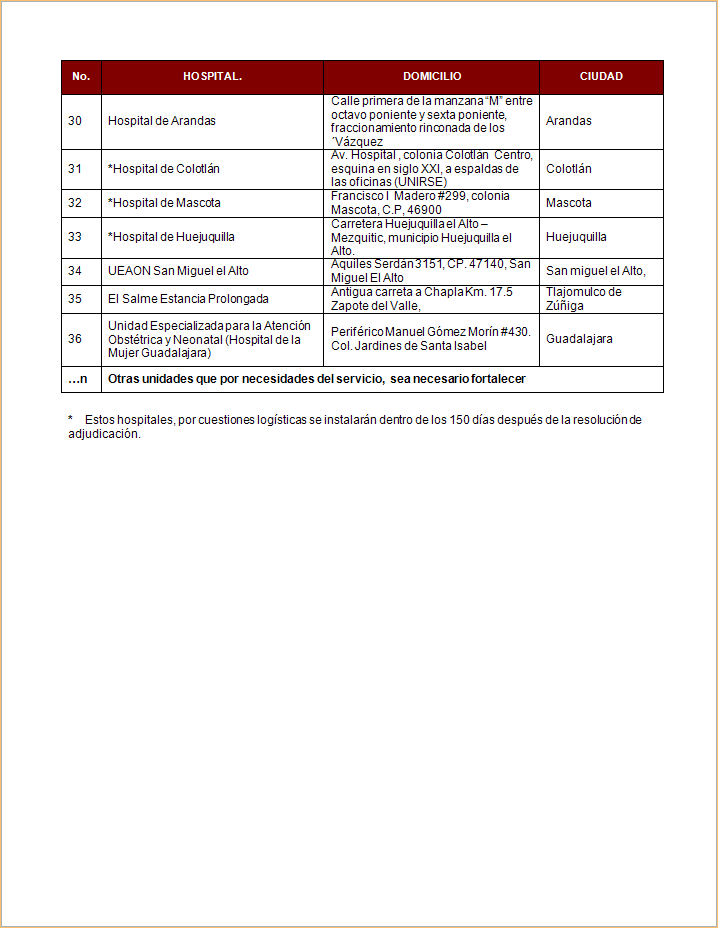 No. HOSPITAL. DOMICILIO CIUDAD
30 Hospital de Arandas Calle primera de la manzana “M” entre
octavo poniente y sexta poniente,
fraccionamiento rinconada de los
´Vázquez
Arandas
31 *Hospital de Colotlán Av. Hospital , colonia Colotlán Centro,
esquina en siglo XXI, a espaldas de
las oficinas (UNIRSE)
Colotlán
32 *Hospital de Mascota Francisco I Madero #299, colonia
Mascota, C.P, 46900
Mascota
33 *Hospital de Huejuquilla Carretera Huejuquilla el Alto –
Mezquitic, municipio Huejuquilla el
Alto.
Huejuquilla
34 UEAON San Miguel el Alto Aquiles Serdán 3151, CP. 47140, San
Miguel El Alto
San miguel el Alto,
35 El Salme Estancia Prolongada Antigua carreta a Chapla Km. 17.5
Zapote del Valle,
Tlajomulco de
Zúñiga
36 Unidad Especializada para la Atención
Obstétrica y Neonatal (Hospital de la
Mujer Guadalajara)
Periférico Manuel Gómez Morín #430.
Col. Jardines de Santa Isabel
Guadalajara
...n Otras unidades que por necesidades del servicio, sea necesario fortalecer
* Estos hospitales, por cuestiones logísticas se instalarán dentro de los 150 días después de la resolución de
adjudicación.